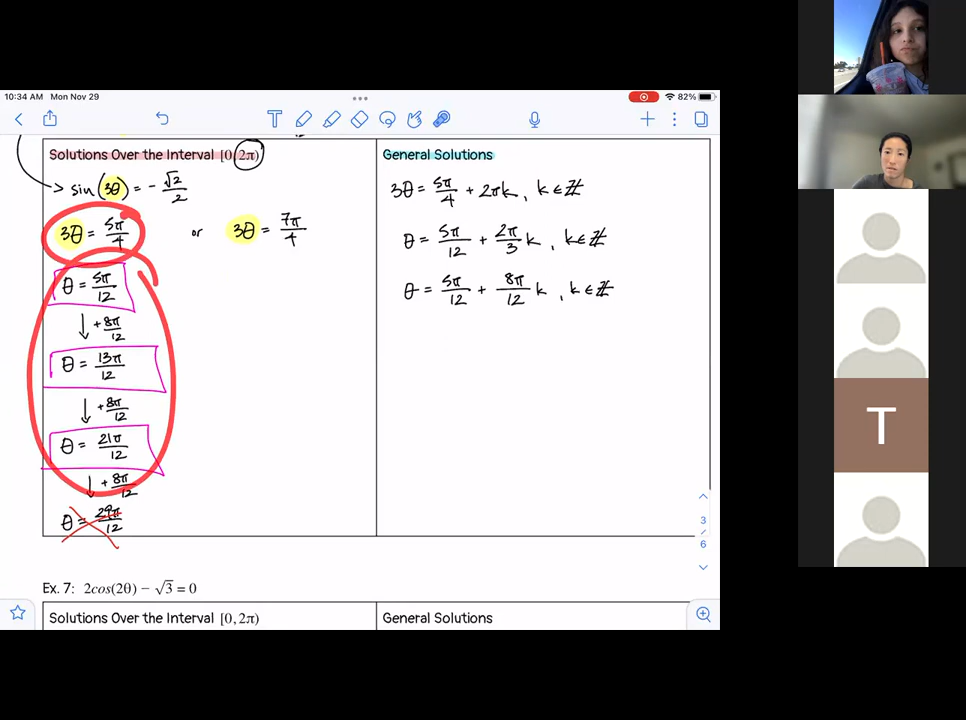 10:34 AM Mon Nov 29
82%
Solutions Over the Interval [0, 2π)
sin(3θ) = - √2/2
3θ = 5π/4 or 3θ = 7π/4
θ = 5π/12
↓ + 8π/12
θ = 13π/12
↓ + 8π/12
θ = 21π/12
↓ + 8π/12
θ = 29π/12
General Solutions
3θ = 5π/4 + 2πk, k ∈ ℤ
θ = 5π/12 + 2π/3 k, k ∈ ℤ
θ = 5π/12 + 8π/12 k, k ∈ ℤ
3/6
Ex. 7: 2cos(2θ) − √3 = 0
Solutions Over the Interval [0, 2π)
General Solutions
T